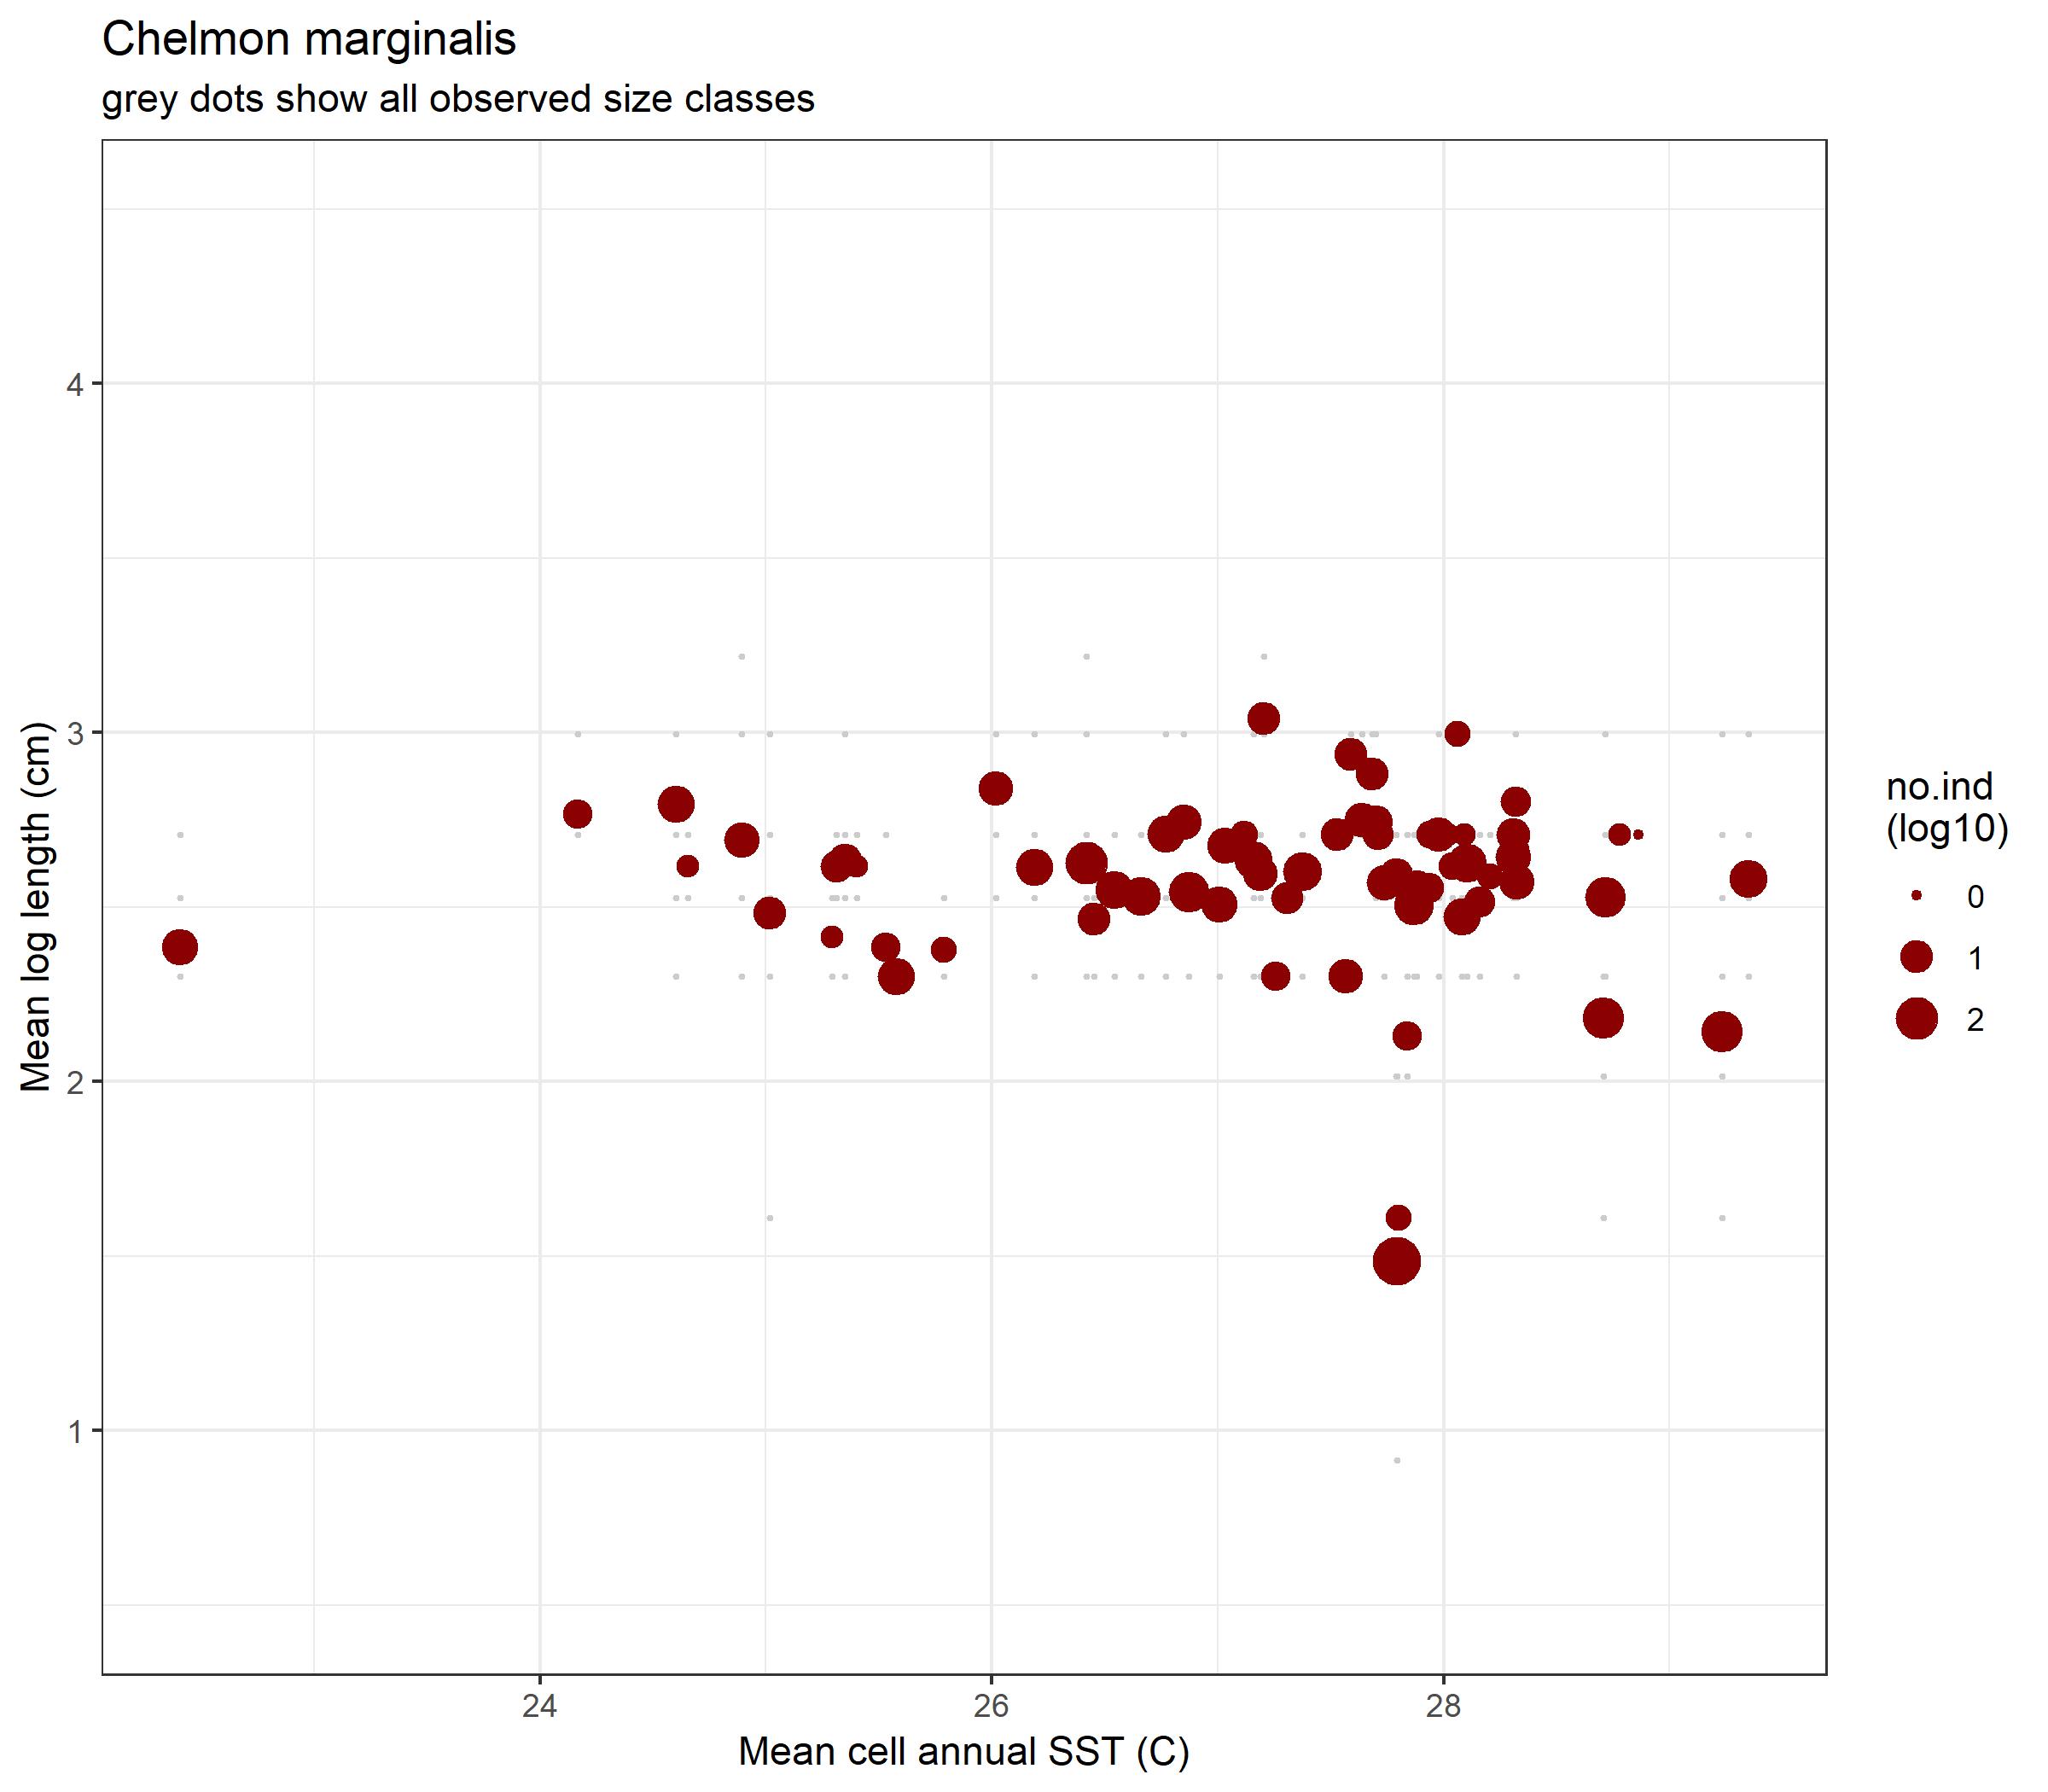 Chelmon marginalis
grey dots show all observed size classes
4
3
2
1
Mean log length (cm)
24
26
28
Mean cell annual SST (C)
no.ind
(log10)
0
1
2